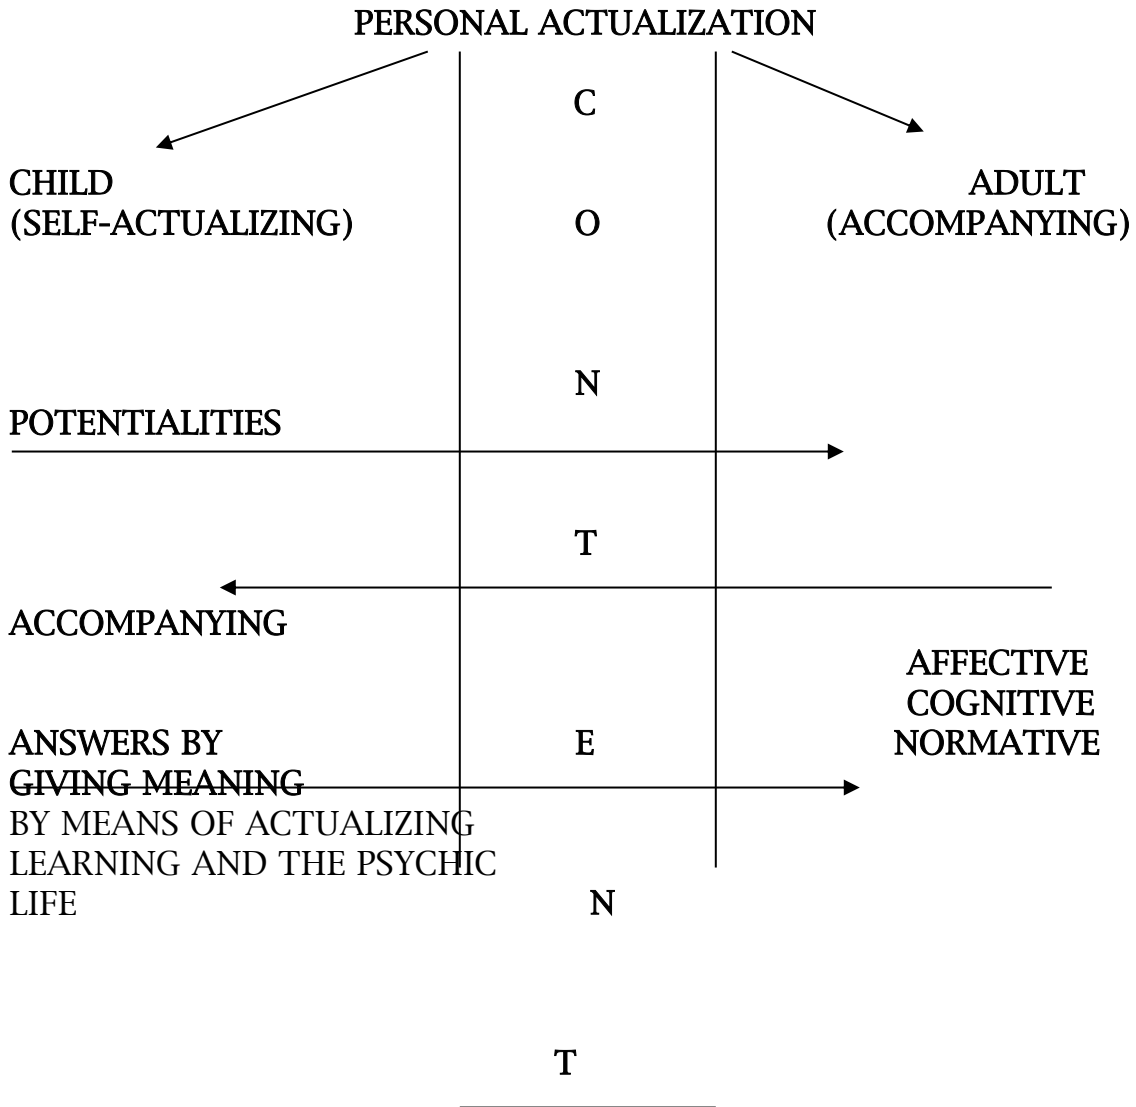 PERSONAL ACTUALIZATION
C
CHILD ADULT
(SELF-ACTUALIZING) O (ACCOMPANYING)
N
POTENTIALITIES
T
ACCOMPANYING
AFFECTIVE
COGNITIVE
ANSWERS BY E NORMATIVE
GIVING MEANING
BY MEANS OF ACTUALIZING
LEARNING AND THE PSYCHIC
LIFE N
T